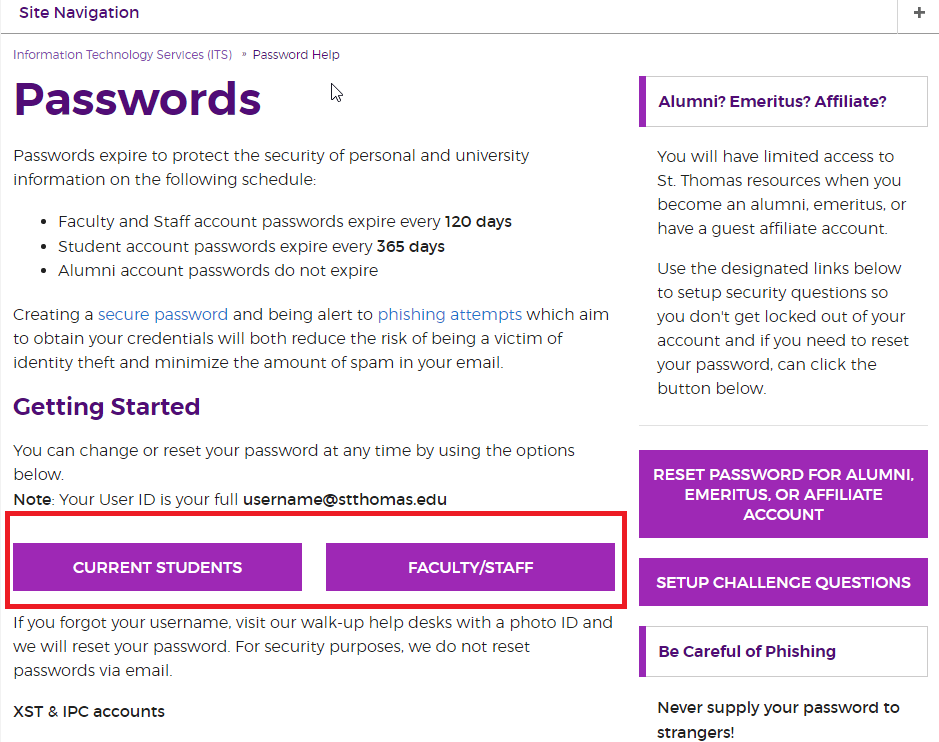 Site Navigation
+
Information Technology Services (ITS) » Password Help
Passwords
Passwords expire to protect the security of personal and university
information on the following schedule:
• Faculty and Staff account passwords expire every 120 days
• Student account passwords expire every 365 days
• Alumni account passwords do not expire
Creating a secure password and being alert to phishing attempts which aim
to obtain your credentials will both reduce the risk of being a victim of
identity theft and minimize the amount of spam in your email.
Getting Started
You can change or reset your password at any time by using the options
below.
Note: Your User ID is your full username@stthomas.edu
CURRENT STUDENTS
FACULTY/STAFF
If you forgot your username, visit our walk-up help desks with a photo ID and
we will reset your password. For security purposes, we do not reset
passwords via email.
XST & IPC accounts
Alumni? Emeritus? Affiliate?
You will have limited access to
St. Thomas resources when you
become an alumni, emeritus, or
have a guest affiliate account.
Use the designated links below
to setup security questions so
you don't get locked out of your
account and if you need to reset
your password, can click the
button below.
RESET PASSWORD FOR ALUMNI,
EMERITUS, OR AFFILIATE
ACCOUNT
SETUP CHALLENGE QUESTIONS
Be Careful of Phishing
Never supply your password to
strangers!